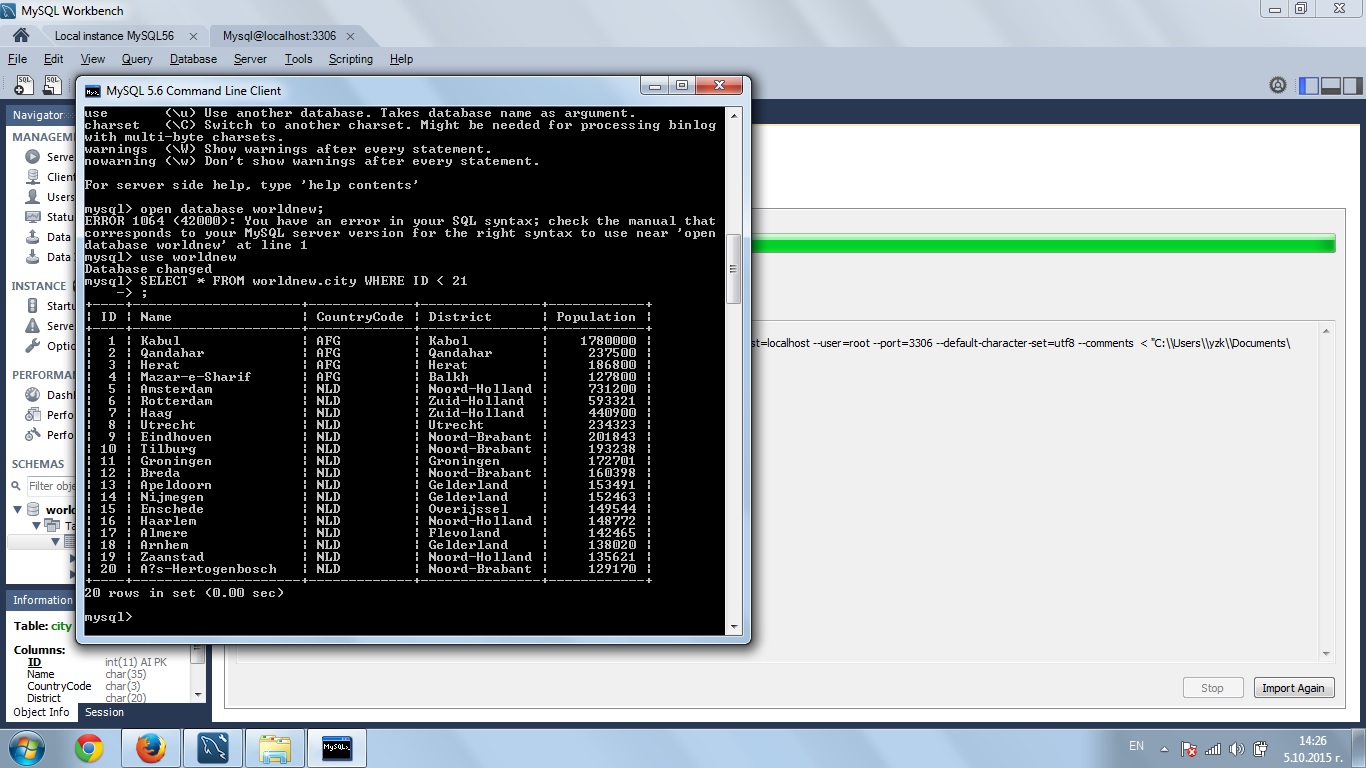 MySQL Workbench
Local instance MySQL56
Mysql@localhost:3306
File Edit View Query Database Server Tools Scripting Help
MySQL 5.6 Command Line Client
use (\u) Use another database. Takes database name as argument.
charset (\C) Switch to another charset. Might be needed for processing binlog
with multi-byte charsets.
warnings (\W) Show warnings after every statement.
nowarning (\w) Don't show warnings after every statement.
For server side help, type 'help contents'
mysql> open database worldnew;
ERROR 1064 (42000): You have an error in your SQL syntax; check the manual that
corresponds to your MySQL server version for the right syntax to use near 'open
database worldnew' at line 1
mysql> use worldnew
Database changed
mysql> SELECT * FROM worldnew.city WHERE ID < 21
-> ;
+----+------------------+-------------+---------------+------------+
| ID | Name | CountryCode | District | Population |
+----+------------------+-------------+---------------+------------+
| 1 | Kabul | AFG | Kabol | 1780000 |
| 2 | Qandahar | AFG | Qandahar | 237500 |
| 3 | Herat | AFG | Herat | 186800 |
| 4 | Mazar-e-Sharif | AFG | Balkh | 127800 |
| 5 | Amsterdam | NLD | Noord-Holland | 731200 |
| 6 | Rotterdam | NLD | Zuid-Holland | 593321 |
| 7 | Haag | NLD | Zuid-Holland | 440900 |
| 8 | Utrecht | NLD | Utrecht | 234323 |
| 9 | Eindhoven | NLD | Noord-Brabant | 201843 |
| 10 | Tilburg | NLD | Noord-Brabant | 193238 |
| 11 | Groningen | NLD | Groningen | 172701 |
| 12 | Breda | NLD | Noord-Brabant | 160398 |
| 13 | Apeldoorn | NLD | Gelderland | 153491 |
| 14 | Nijmegen | NLD | Gelderland | 152463 |
| 15 | Enschede | NLD | Overijssel | 149544 |
| 16 | Haarlem | NLD | Noord-Holland | 148772 |
| 17 | Almere | NLD | Flevoland | 142465 |
| 18 | Arnhem | NLD | Gelderland | 138020 |
| 19 | Zaanstad | NLD | Noord-Holland | 135621 |
| 20 | A?s-Hertogenbosch | NLD | Noord-Brabant | 129170 |
+----+------------------+-------------+---------------+------------+
20 rows in set (0.00 sec)
mysql>
Navigator
MANAGEM
Serve
Client
Users
Statu
Data
Data
INSTANCE
Startu
Serve
Optio
PERFORMA
Dashb
Perfo
Perfo
SCHEMAS
Filter obje
world
Ta
Information
Table: city
Columns:
ID int(11) AI PK
Name char(35)
CountryCode char(3)
District char(20)
Object Info Session
st=localhost --user=root --port=3306 --default-character-set=utf8 --comments < "C:\\Users\\yzk\\Documents\
Stop
Import Again
EN
14:26
5.10.2015 г.